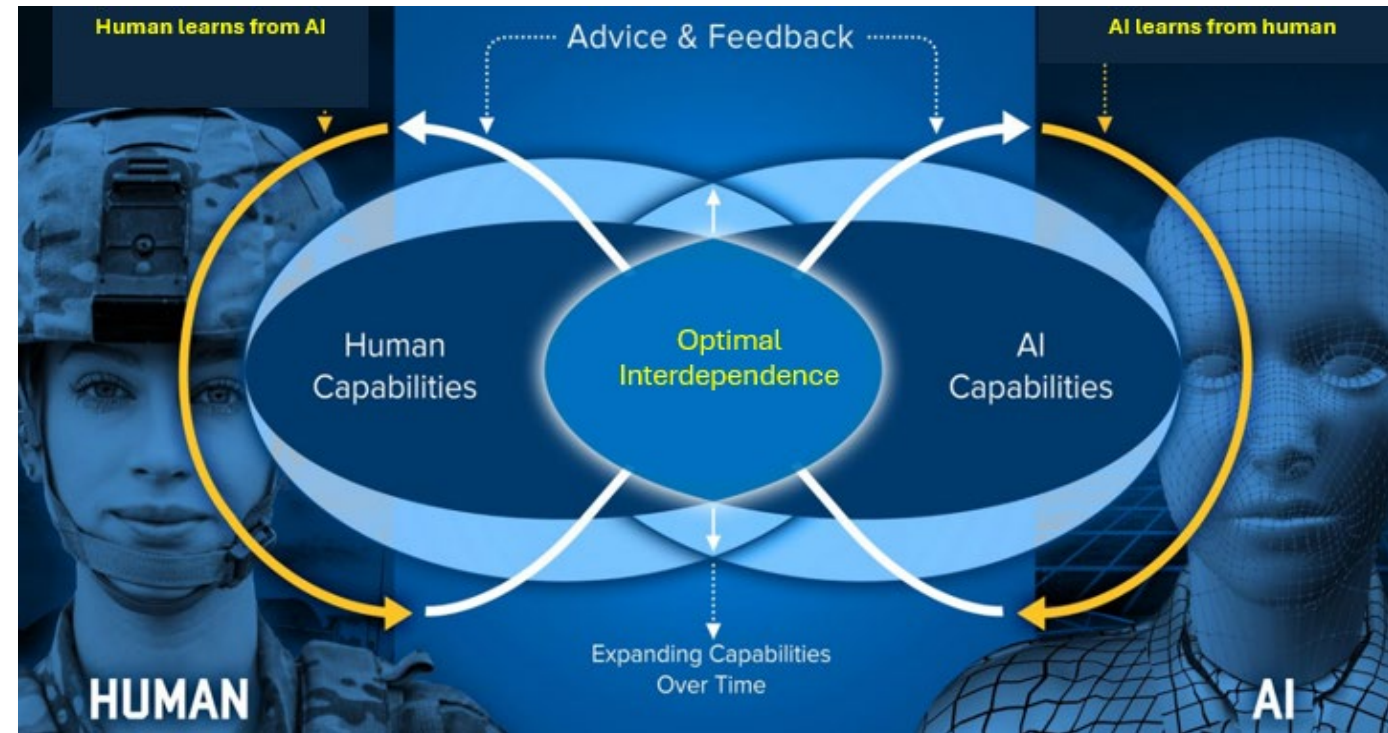 Human learns from AI
Advice & Feedback
AI learns from human
Human
Capabilities
Optimal
Interdependence
AI
Capabilities
Expanding Capabilities
Over Time
HUMAN
AI